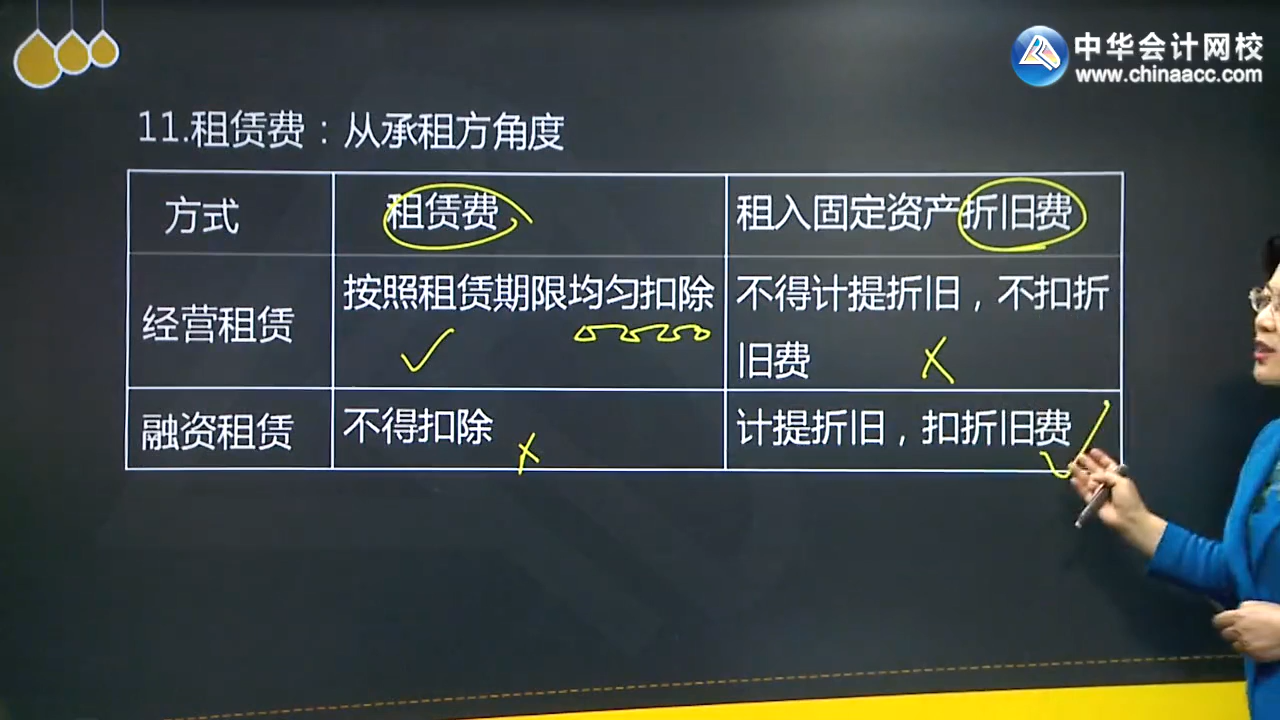 中华会计网校
www.chinaacc.com
11.租赁费：从承租方角度
方式
租赁费
租入固定资产折旧费
经营租赁
按照租赁期限均匀扣除
不得计提折旧，不扣折
旧费
融资租赁
不得扣除
计提折旧，扣折旧费